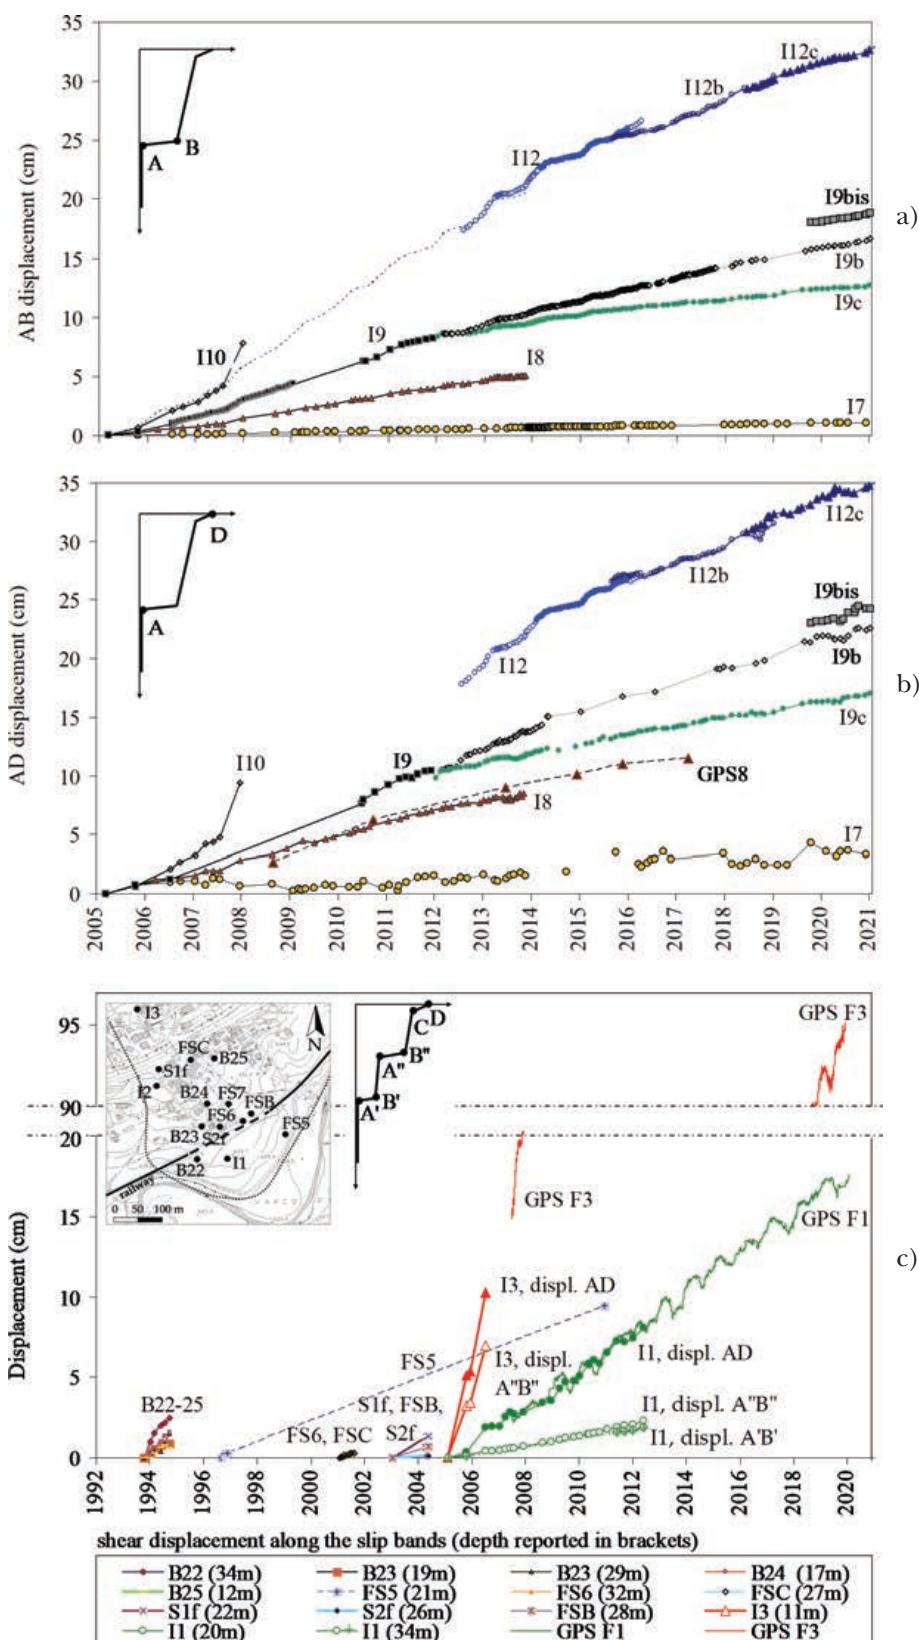 35
30
25
20
15
10
5
0
AB displacement (cm)
A
B
I12c
I12b
I12
I9bis
I9b
I9c
I9
I10
I8
I7
a)
35
30
25
20
15
10
5
0
AD displacement (cm)
D
A
I12c
I12b
I9bis
I12
I9b
I9c
I9
I10
GPS8
I8
I7
2005
2006
2007
2008
2009
2010
2011
2012
2013
2014
2015
2016
2017
2018
2019
2020
2021
b)
95
90
20
15
10
5
0
Displacement (cm)
I3
N
FSC
B25
S1f
I2
B24
FS7
FSB
FS6
FS5
B23
S2f
B22
I1
railway
0 50 100 m
C
D
A"
B"
A'
B'
GPS F3
GPS F3
GPS F1
I3, displ. AD
FS5
I3, displ.
A"B"
I1, displ. AD
S1f, FSB,
S2f
B22-25
FS6, FSC
I1, displ. A"B"
I1, displ. A'B'
c)
1992
1994
1996
1998
2000
2002
2004
2006
2008
2010
2012
2014
2016
2018
2020
shear displacement along the slip bands (depth reported in brackets)
B22 (34m) B23 (19m) B23 (29m) B24 (17m)
B25 (12m) FS5 (21m) FS6 (32m) FSC (27m)
S1f (22m) S2f (26m) FSB (28m) I3 (11m)
I1 (20m) I1 (34m) GPS F1 GPS F3